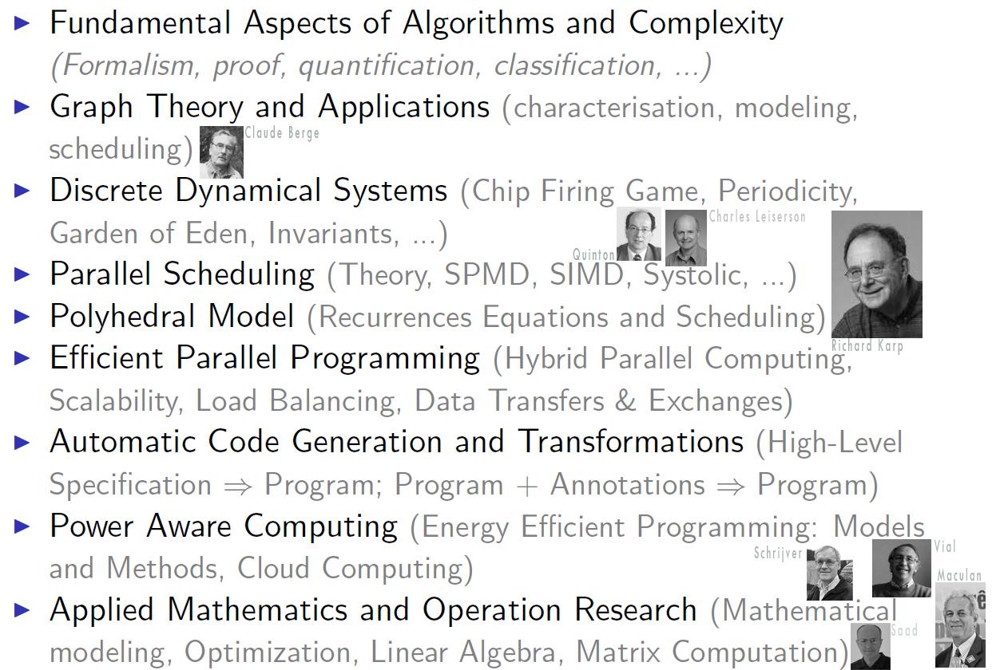 ▶ Fundamental Aspects of Algorithms and Complexity
(Formalism, proof, quantification, classification, ...)
▶ Graph Theory and Applications (characterisation, modeling,
scheduling) Claude Berge
▶ Discrete Dynamical Systems (Chip Firing Game, Periodicity,
Garden of Eden, Invariants, ...)
Quinton
Charles Leiserson
▶ Parallel Scheduling (Theory, SPMD, SIMD, Systolic, ...)
▶ Polyhedral Model (Recurrences Equations and Scheduling)
Richard Karp
▶ Efficient Parallel Programming (Hybrid Parallel Computing,
Scalability, Load Balancing, Data Transfers & Exchanges)
▶ Automatic Code Generation and Transformations (High-Level
Specification ⇒ Program; Program + Annotations ⇒ Program)
▶ Power Aware Computing (Energy Efficient Programming: Models
and Methods, Cloud Computing)
Schrijver
Vial
Maculan
▶ Applied Mathematics and Operation Research (Mathematical
modeling, Optimization, Linear Algebra, Matrix Computation)
Saad